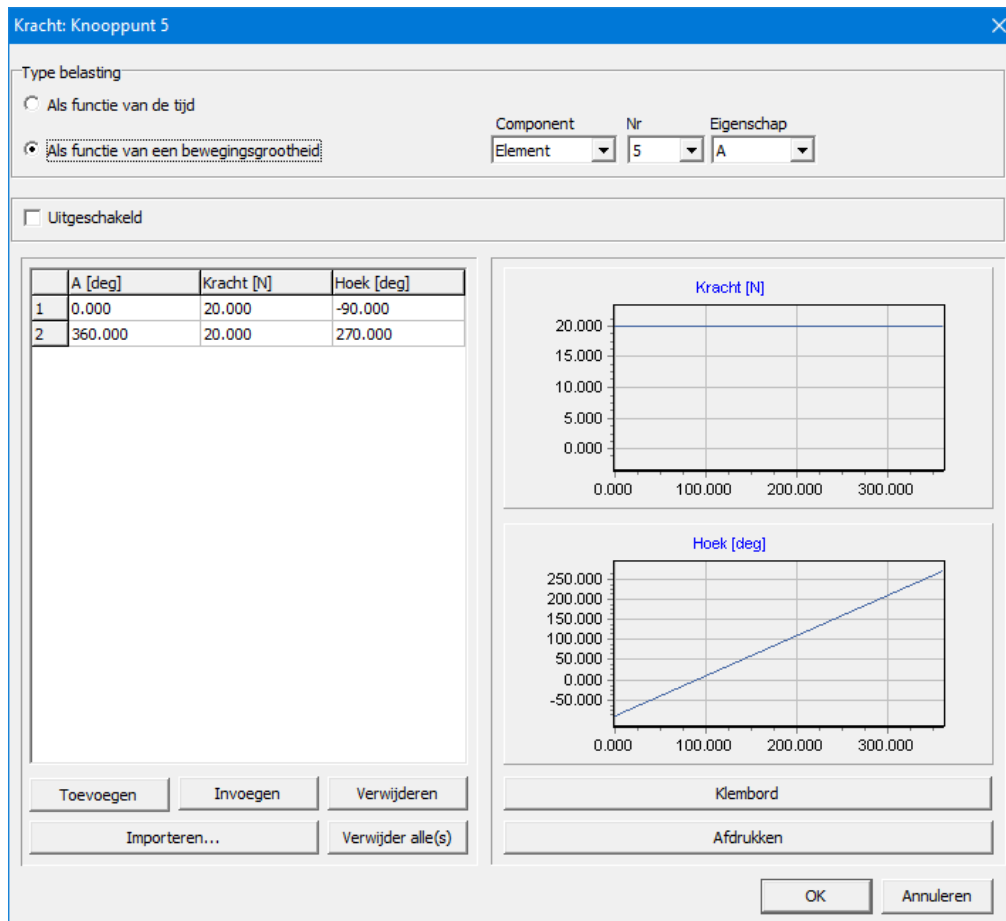 Kracht: Knooppunt 5
Type belasting
Als functie van de tijd
Als functie van een bewegingsgrootheid
Component Nr Eigenschap
Element 5 A
Uitgeschakeld
A [deg] Kracht [N] Hoek [deg]
1 0.000 20.000 -90.000
2 360.000 20.000 270.000
Toevoegen Invoegen Verwijderen
Importeren... Verwijder alle(s)
Kracht [N]
20.000
15.000
10.000
5.000
0.000
0.000 100.000 200.000 300.000
Hoek [deg]
250.000
200.000
150.000
100.000
50.000
0.000
-50.000
0.000 100.000 200.000 300.000
Klembord
Afdrukken
OK Annuleren